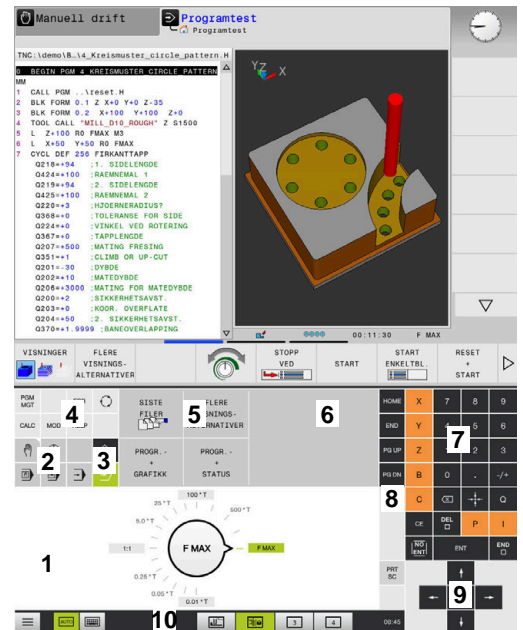 Manuell drift
Programtest
Programtest
TNC:\demo\B…\4_Kreismuster_circle_pattern.H
0 BEGIN PGM 4_KREISMUSTER_CIRCLE_PATTERN
MM
1 CALL PGM ..\reset.H
2 BLK FORM 0.1 Z X+0 Y+0 Z-35
3 BLK FORM 0.2 X+100 Y+100 Z+0
4 TOOL CALL "MILL_D10_ROUGH" Z S1500
5 L Z+100 R0 FMAX M3
6 L X+50 Y+50 R0 FMAX
7 CYCL DEF 256 FIRKANTTAPP
Q218=+94 ;1. SIDELENGDE
Q424=+100 ;RAEMNEMAL 1
Q219=+94 ;2. SIDELENGDE
Q425=+100 ;RAEMNEMAL 2
Q220=+3 ;HJOERNERADIUS?
Q368=+0 ;TOLERANSE FOR SIDE
Q224=+0 ;VINKEL VED ROTERING
Q367=+0 ;TAPPLENGDE
Q207=+500 ;MATING FRESING
Q351=+1 ;CLIMB OR UP-CUT
Q201=-30 ;DYBDE
Q202=+10 ;MATEDYBDE
Q206=+3000 ;MATING FOR MATEDYBDE
Q200=+2 ;SIKKERHETSAVST.
Q203=+0 ;KOOR. OVERFLATE
Q204=+50 ;2. SIKKERHETSAVST.
Q370=+1.9999 ;BANEOVERLAPPING
YZ X
00:11:30 F MAX
VISNINGER
FLERE
VISNINGS-
ALTERNATIVER
STOPP
VED
START
START
ENKELTBL.
RESET
+
START
PGM
MGT
4
CALC MOD
2
3
SISTE
FILER
5
FLERE
VISNINGS-
ALTERNATIVER
PROGR.-
+
GRAFIKK
PROGR.-
+
STATUS
6
HOME X 7 8 9
END Y 5 6
PG UP Z 2 3
7
PG DN B 0 . -/+
8
C Q
CE DEL P I
NO
ENT
ENT
END
PRT
SC
9
1
100°T
25°T
500°T
5.0°T
1:1
F MAX
F MAX
0.25°T
0.05°T
0.01°T
AUTO
10
3
4
00:45